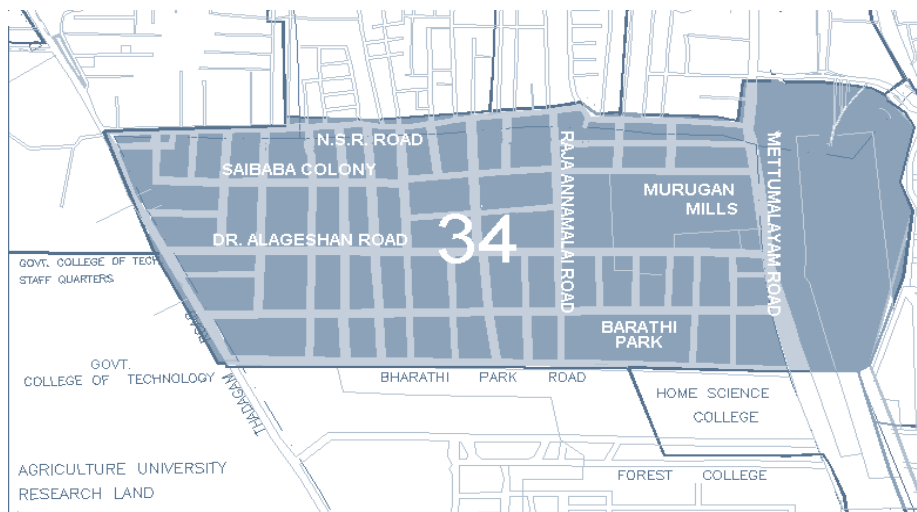 N.S.R. ROAD
SAIBABA COLONY
RAJA ANNAMALAI ROAD
METTUMALAYAM ROAD
MURUGAN
MILLS
34
DR. ALAGESHAN ROAD
GOVT. COLLEGE OF TECH
STAFF QUARTERS
BARATHI
PARK
GOVT.
COLLEGE OF TECHNOLOGY
THADAGAM ROAD
BHARATHI PARK ROAD
HOME SCIENCE
COLLEGE
AGRICULTURE UNIVERSITY
RESEARCH LAND
FOREST COLLEGE